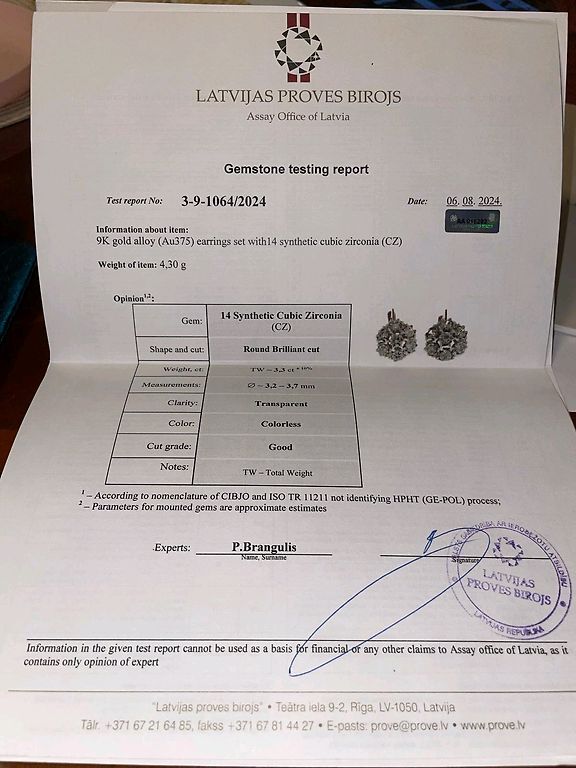 LATVIJAS PROVES BIROJS
Assay Office of Latvia
Gemstone testing report
Test report No: 3-9-1064/2024 Date: 06. 08. 2024.
Information about item:
9K gold alloy (Au375) earrings set with14 synthetic cubic zirconia (CZ)
Weight of item: 4,30 g
Opinion1,2:
Gem: 14 Synthetic Cubic Zirconia
(CZ)
Shape and cut: Round Brilliant cut
Weight, ct: TW – 3,3 ct ± 10%
Measurements: ∅ – 3,2 – 3,7 mm
Clarity: Transparent
Color: Colorless
Cut grade: Good
Notes: TW – Total Weight
1 – According to nomenclature of CIBJO and ISO TR 11211 not identifying HPHT (GE-POL) process;
2 – Parameters for mounted gems are approximate estimates
Experts: P.Brangulis
Name, Surname Signature
LATVIJAS
PROVES BIROJS
LATVIJAS REPUBLIKA
Information in the given test report cannot be used as a basis for financial or any other claims to Assay office of Latvia, as it
contains only opinion of expert
"Latvijas proves birojs" • Teātra iela 9-2, Rīga, LV-1050, Latvija
Tālr. +371 67 21 64 85, fakss +371 67 81 44 27 • E-pasts: prove@prove.lv • www.prove.lv